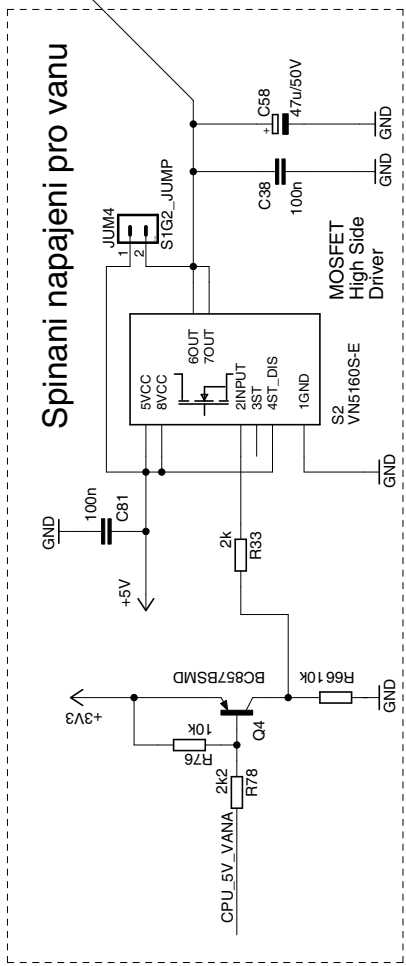 Spinani napajeni pro vanu
CPU_5V_VANA
2k2
R78
R76
10k
+3V3
BC857BSMD
Q4
R66
10k
GND
2k
R33
+5V
GND
100n
C81
5VCC
8VCC
2INPUT
3ST
4ST_DIS
1GND
6OUT
7OUT
S2
VN5160S-E
GND
MOSFET
High Side
Driver
JUM4
1
2
S1G2_JUMP
C38
100n
GND
C58
+
47u/50V
GND